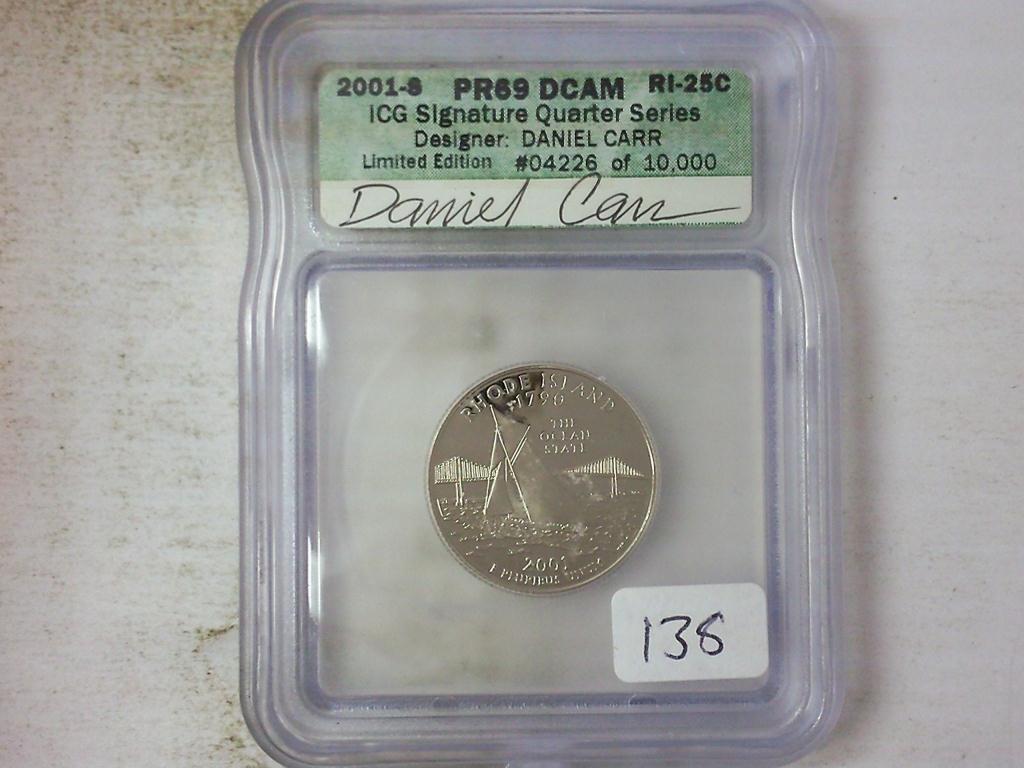 2001-S PR69 DCAM RI-25C
ICG Signature Quarter Series
Designer: DANIEL CARR
Limited Edition #04226 of 10,000
Daniel Carr
RHODE ISLAND
1790
THE
OCEAN
STATE
2001
E PLURIBUS UNUM
138